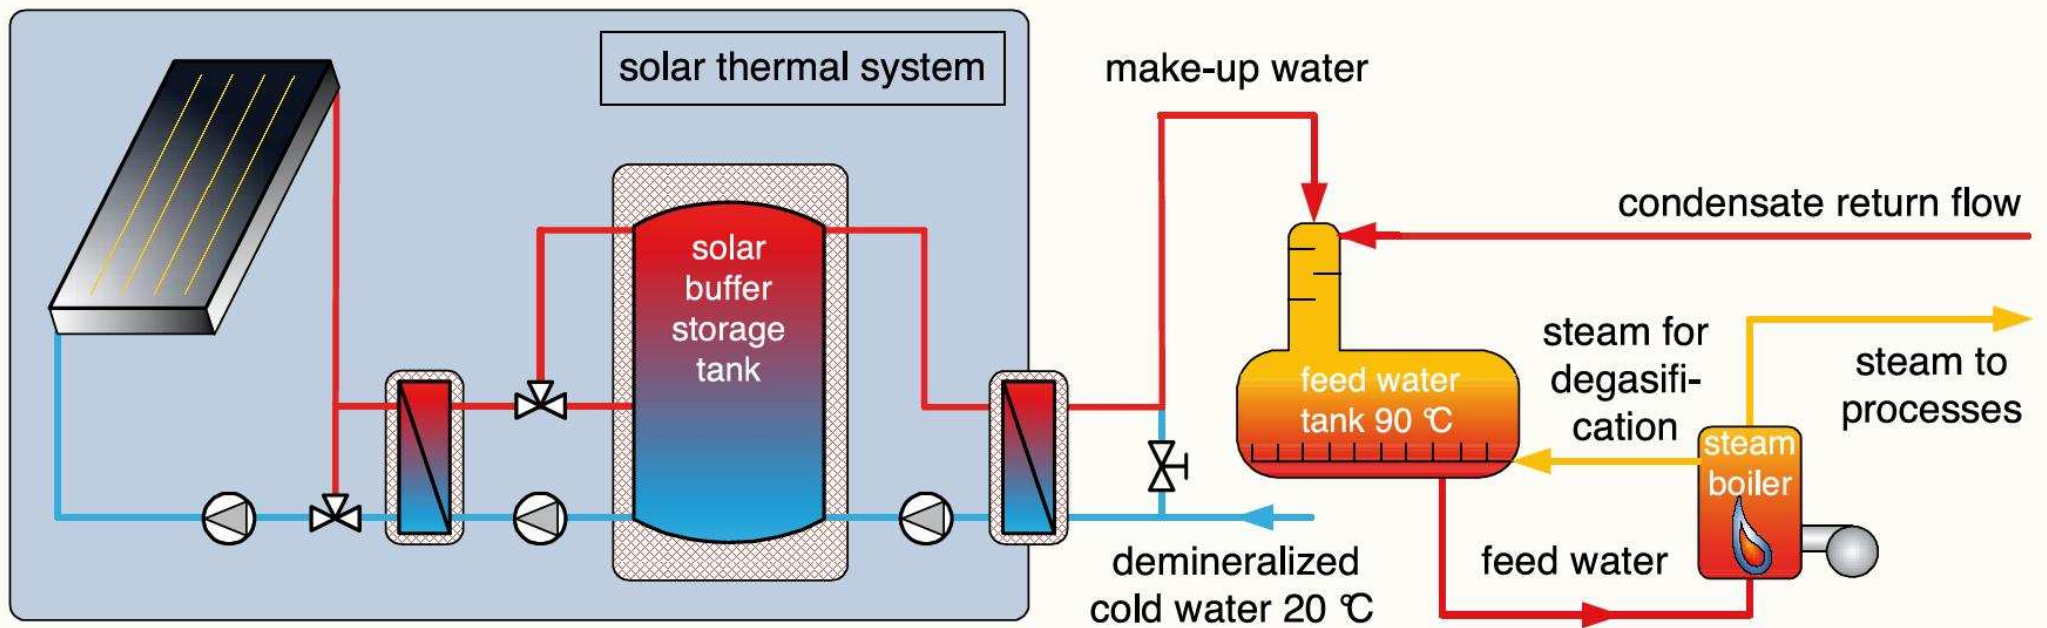 solar thermal system
make-up water
condensate return flow
solar
buffer
storage
tank
feed water
tank 90 °C
steam for
degasifi-
cation
steam to
processes
steam
boiler
feed water
demineralized
cold water 20 °C